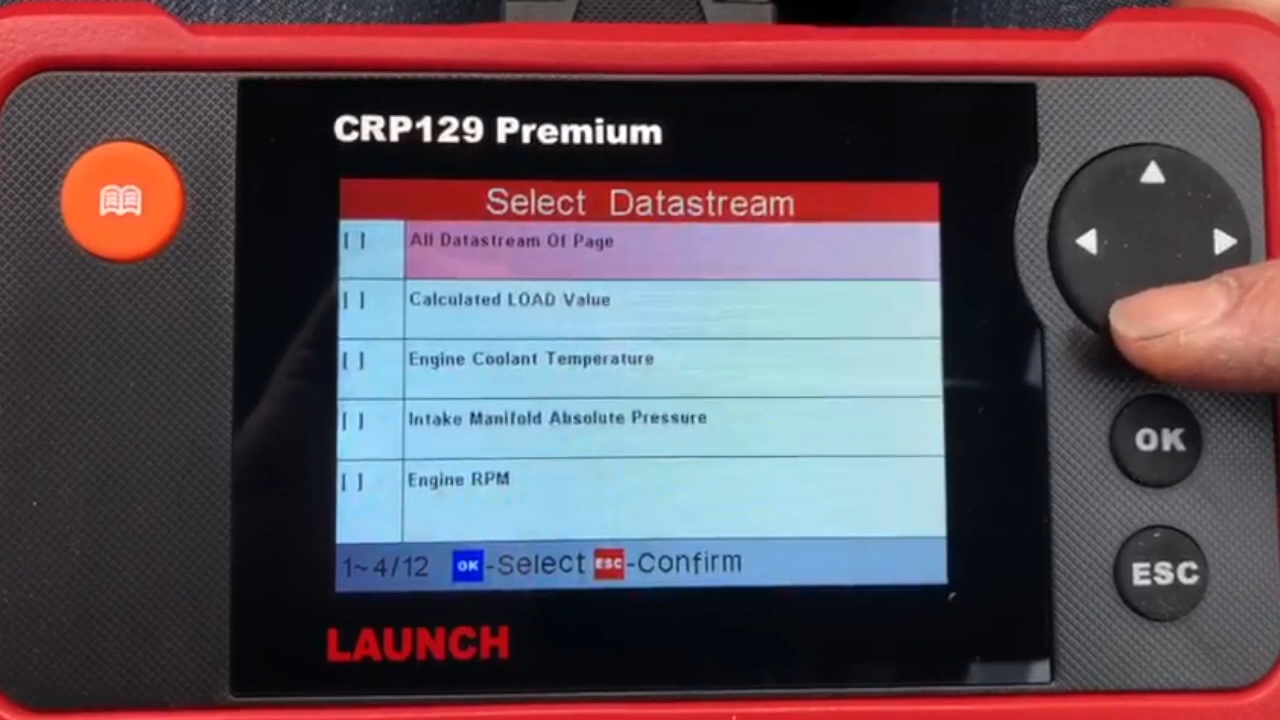 CRP129 Premium
Select Datastream
[ ] All Datastream Of Page
[ ] Calculated LOAD Value
[ ] Engine Coolant Temperature
[ ] Intake Manifold Absolute Pressure
[ ] Engine RPM
1~4/12 OK-Select ESC-Confirm
OK
ESC
LAUNCH